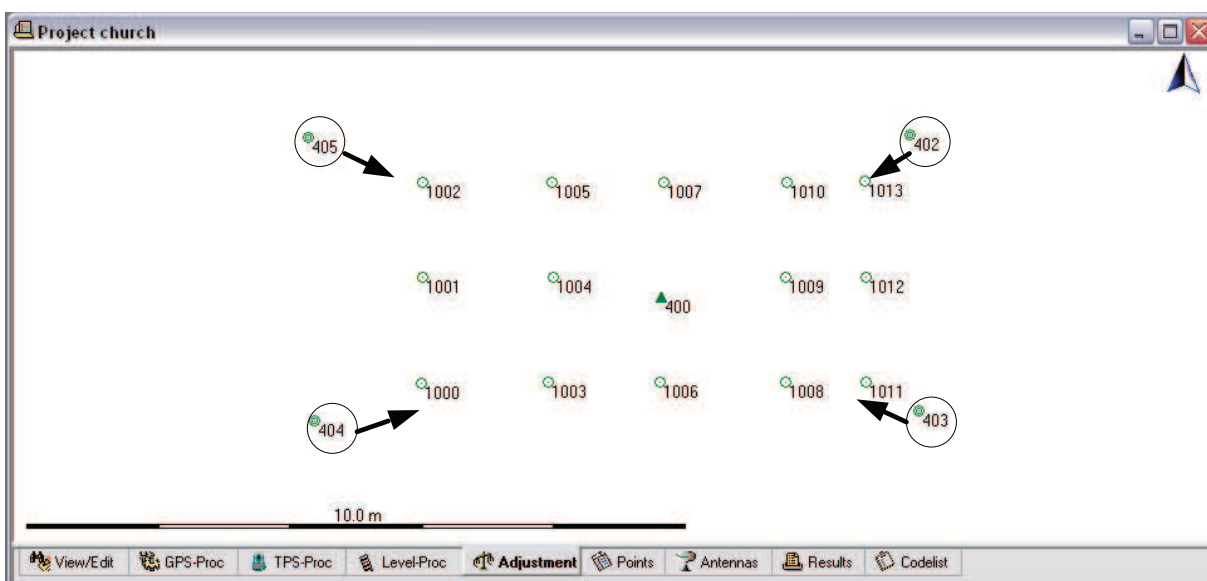 Project church
405
402
1002 1005 1007 1010 1013
1001 1004 1009 1012
400
1000 1003 1006 1008 1011
404
403
10.0 m
View/Edit GPS-Proc TPS-Proc Level-Proc Adjustment Points Antennas Results Codelist